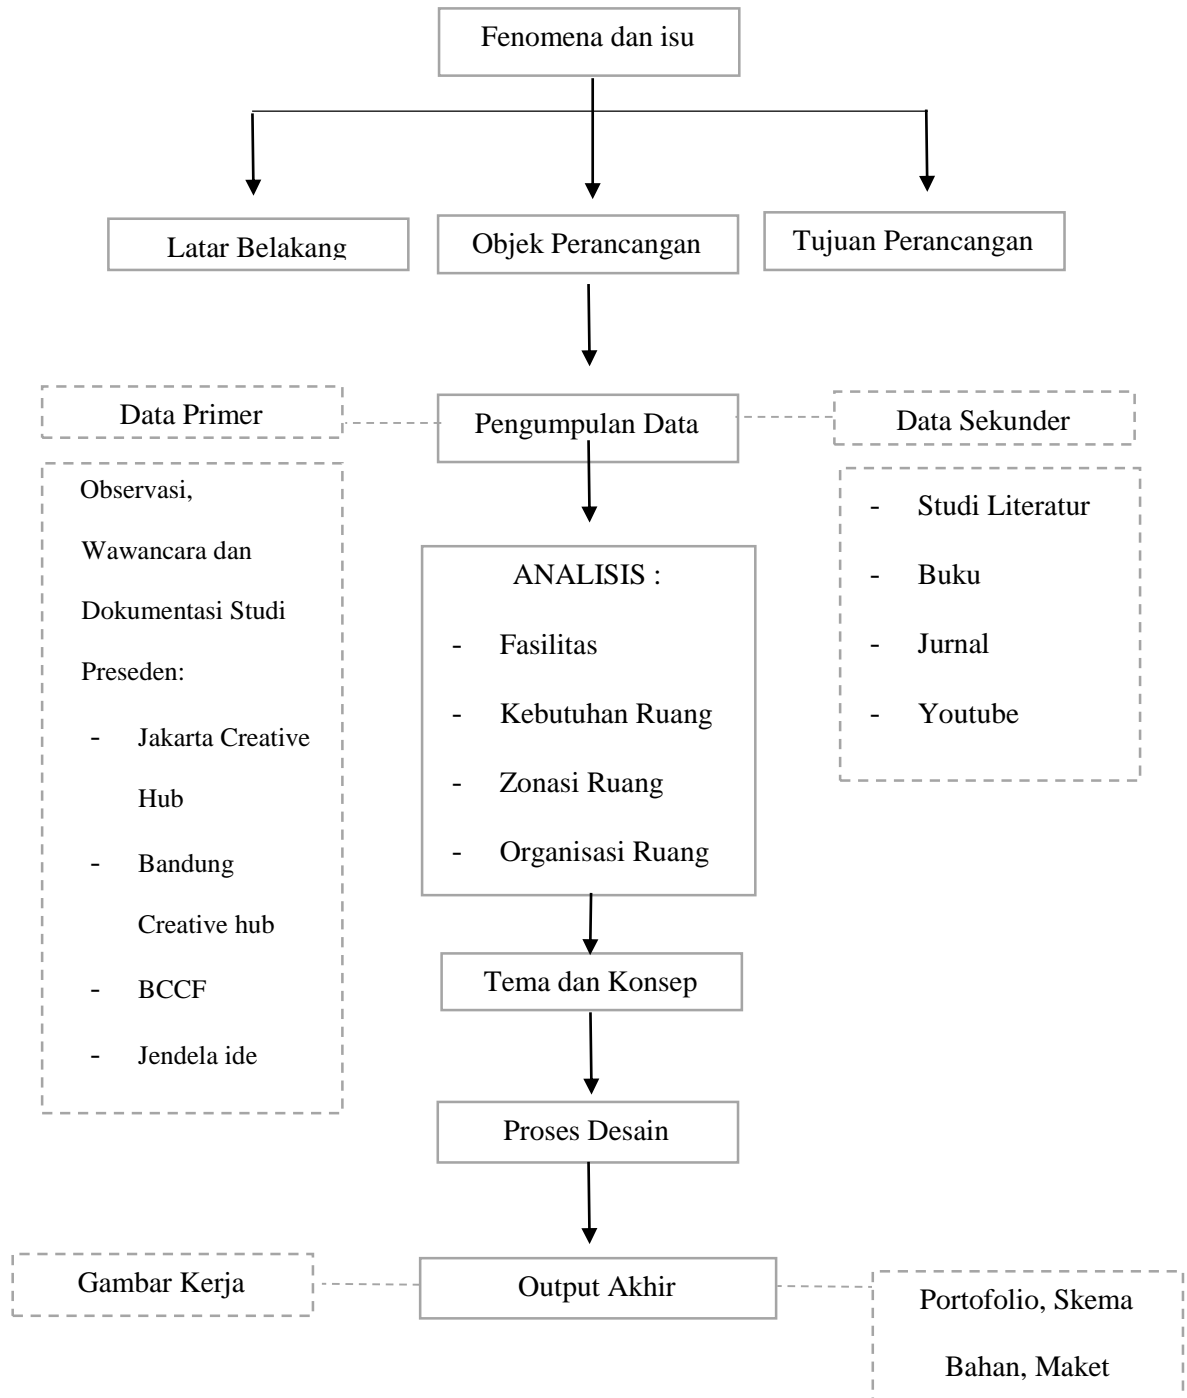 Fenomena dan isu
Latar Belakang
Objek Perancangan
Tujuan Perancangan
Data Primer
Pengumpulan Data
Data Sekunder
Observasi,
Wawancara dan
Dokumentasi Studi
Preseden:
- Jakarta Creative
Hub
- Bandung
Creative hub
- BCCF
- Jendela ide
ANALISIS :
- Fasilitas
- Kebutuhan Ruang
- Zonasi Ruang
- Organisasi Ruang
- Studi Literatur
- Buku
- Jurnal
- Youtube
Tema dan Konsep
Proses Desain
Gambar Kerja
Output Akhir
Portofolio, Skema
Bahan, Maket